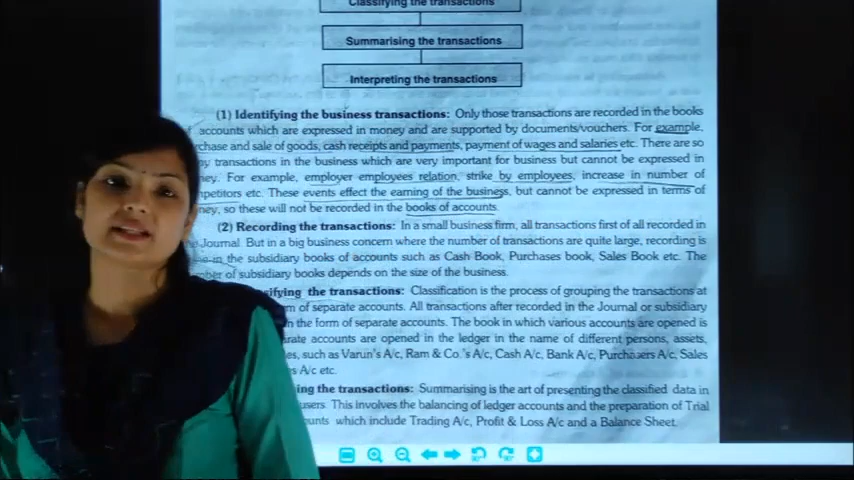 Classifying the transactions
Summarising the transactions
Interpreting the transactions
(1) Identifying the business transactions: Only those transactions are recorded in the books
accounts which are expressed in money and are supported by documents/vouchers. For example,
chase and sale of goods, cash receipts and payments, payment of wages and salaries etc. There are so
y transactions in the business which are very important for business but cannot be expressed in
ney. For example, employer employees relation, strike by employees, increase in number of
petitors etc. These events effect the earning of the business, but cannot be expressed in terms of
ney, so these will not be recorded in the books of accounts.
(2) Recording the transactions: In a small business firm, all transactions first of all recorded in
Journal. But in a big business concern where the number of transactions are quite large, recording is
in the subsidiary books of accounts such as Cash Book, Purchases book, Sales Book etc. The
ber of subsidiary books depends on the size of the business.
ifying the transactions: Classification is the process of grouping the transactions at
m of separate accounts. All transactions after recorded in the Journal or subsidiary
n the form of separate accounts. The book in which various accounts are opened is
rate accounts are opened in the ledger in the name of different persons, assets,
es, such as Varun's A/c, Ram & Co.'s A/c, Cash A/c, Bank A/c, Purchasers A/c, Sales
s A/c etc.
ing the transactions: Summarising is the art of presenting the classified data in
users. This involves the balancing of ledger accounts and the preparation of Trial
unts which include Trading A/c, Profit & Loss A/c and a Balance Sheet.